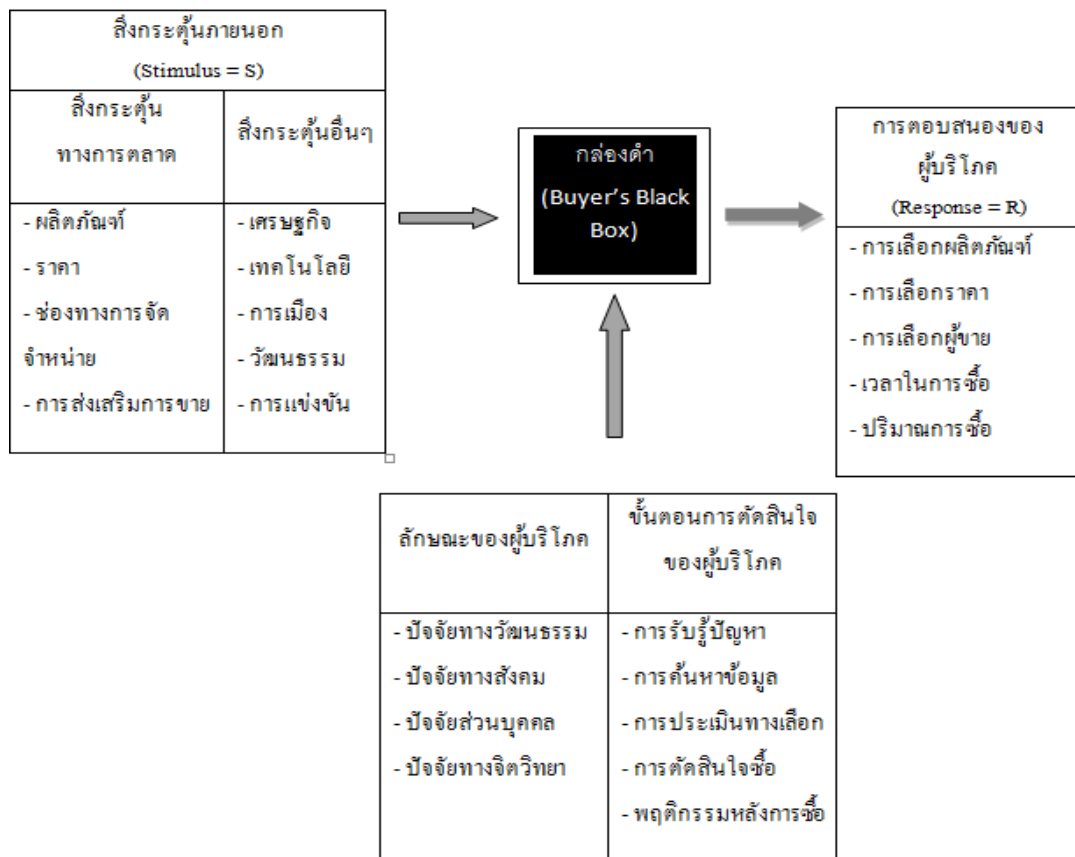 สิ่งกระตุ้นภายนอก
(Stimulus = S)
สิ่งกระตุ้น
ทางการตลาด
สิ่งกระตุ้นอื่นๆ
- ผลิตภัณฑ์
- ราคา
- ช่องทางการจัด
จำหน่าย
- การส่งเสริมการขาย
- เศรษฐกิจ
- เทคโนโลยี
- การเมือง
- วัฒนธรรม
- การแข่งขัน
กล่องดำ
(Buyer's Black
Box)
การตอบสนองของ
ผู้บริโภค
(Response = R)
- การเลือกผลิตภัณฑ์
- การเลือกราคา
- การเลือกผู้ขาย
- เวลาในการซื้อ
- ปริมาณการซื้อ
ลักษณะของผู้บริโภค
- ปัจจัยทางวัฒนธรรม
- ปัจจัยทางสังคม
- ปัจจัยส่วนบุคคล
- ปัจจัยทางจิตวิทยา
ขั้นตอนการตัดสินใจ
ของผู้บริโภค
- การรับรู้ปัญหา
- การค้นหาข้อมูล
- การประเมินทางเลือก
- การตัดสินใจซื้อ
- พฤติกรรมหลังการซื้อ